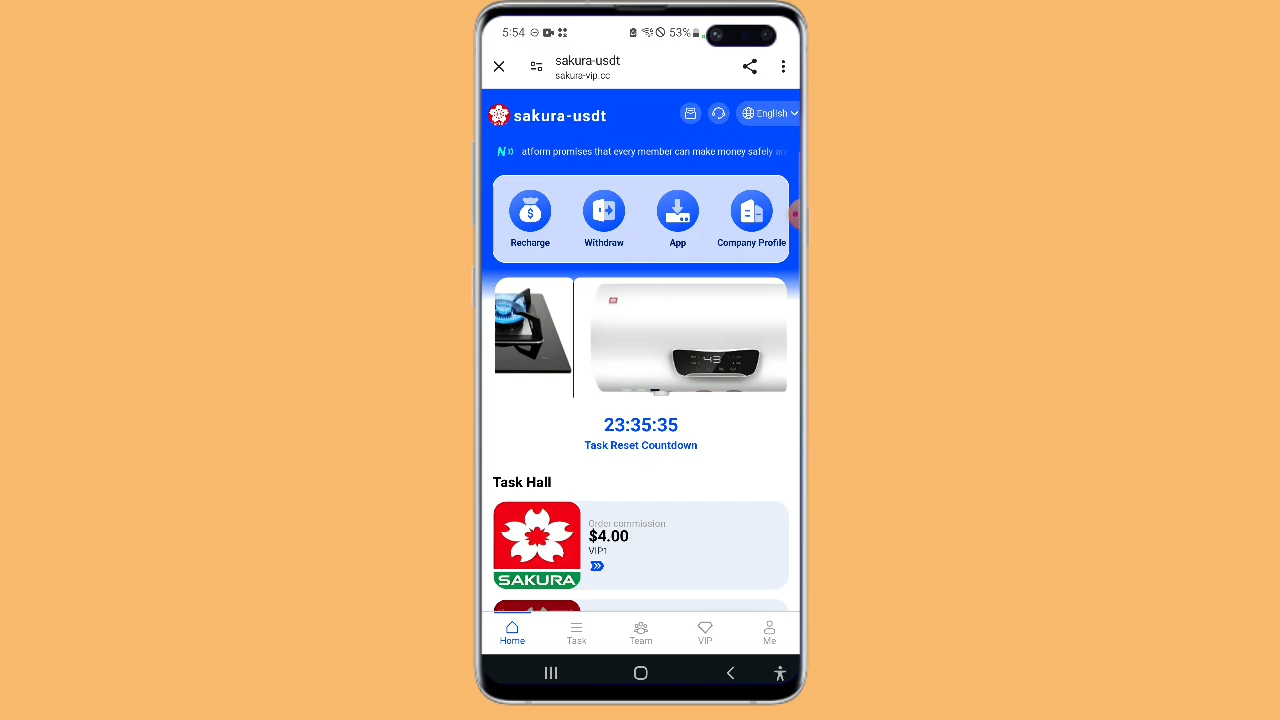 5:54
53%
sakura-usdt
sakura-vip.cc
sakura-usdt
English
atform promises that every member can make money safely an
Recharge
Withdraw
App
Company Profile
43
23:35:35
Task Reset Countdown
Task Hall
Order commission
$4.00
VIP1
SAKURA
Home
Task
Team
VIP
Me